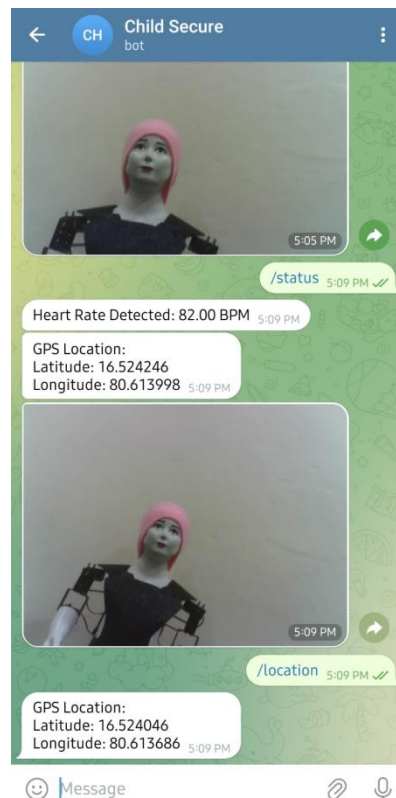 CH
Child Secure
bot
5:05 PM
/status 5:09 PM
Heart Rate Detected: 82.00 BPM 5:09 PM
GPS Location:
Latitude: 16.524246
Longitude: 80.613998 5:09 PM
5:09 PM
/location 5:09 PM
GPS Location:
Latitude: 16.524046
Longitude: 80.613686 5:09 PM
Message